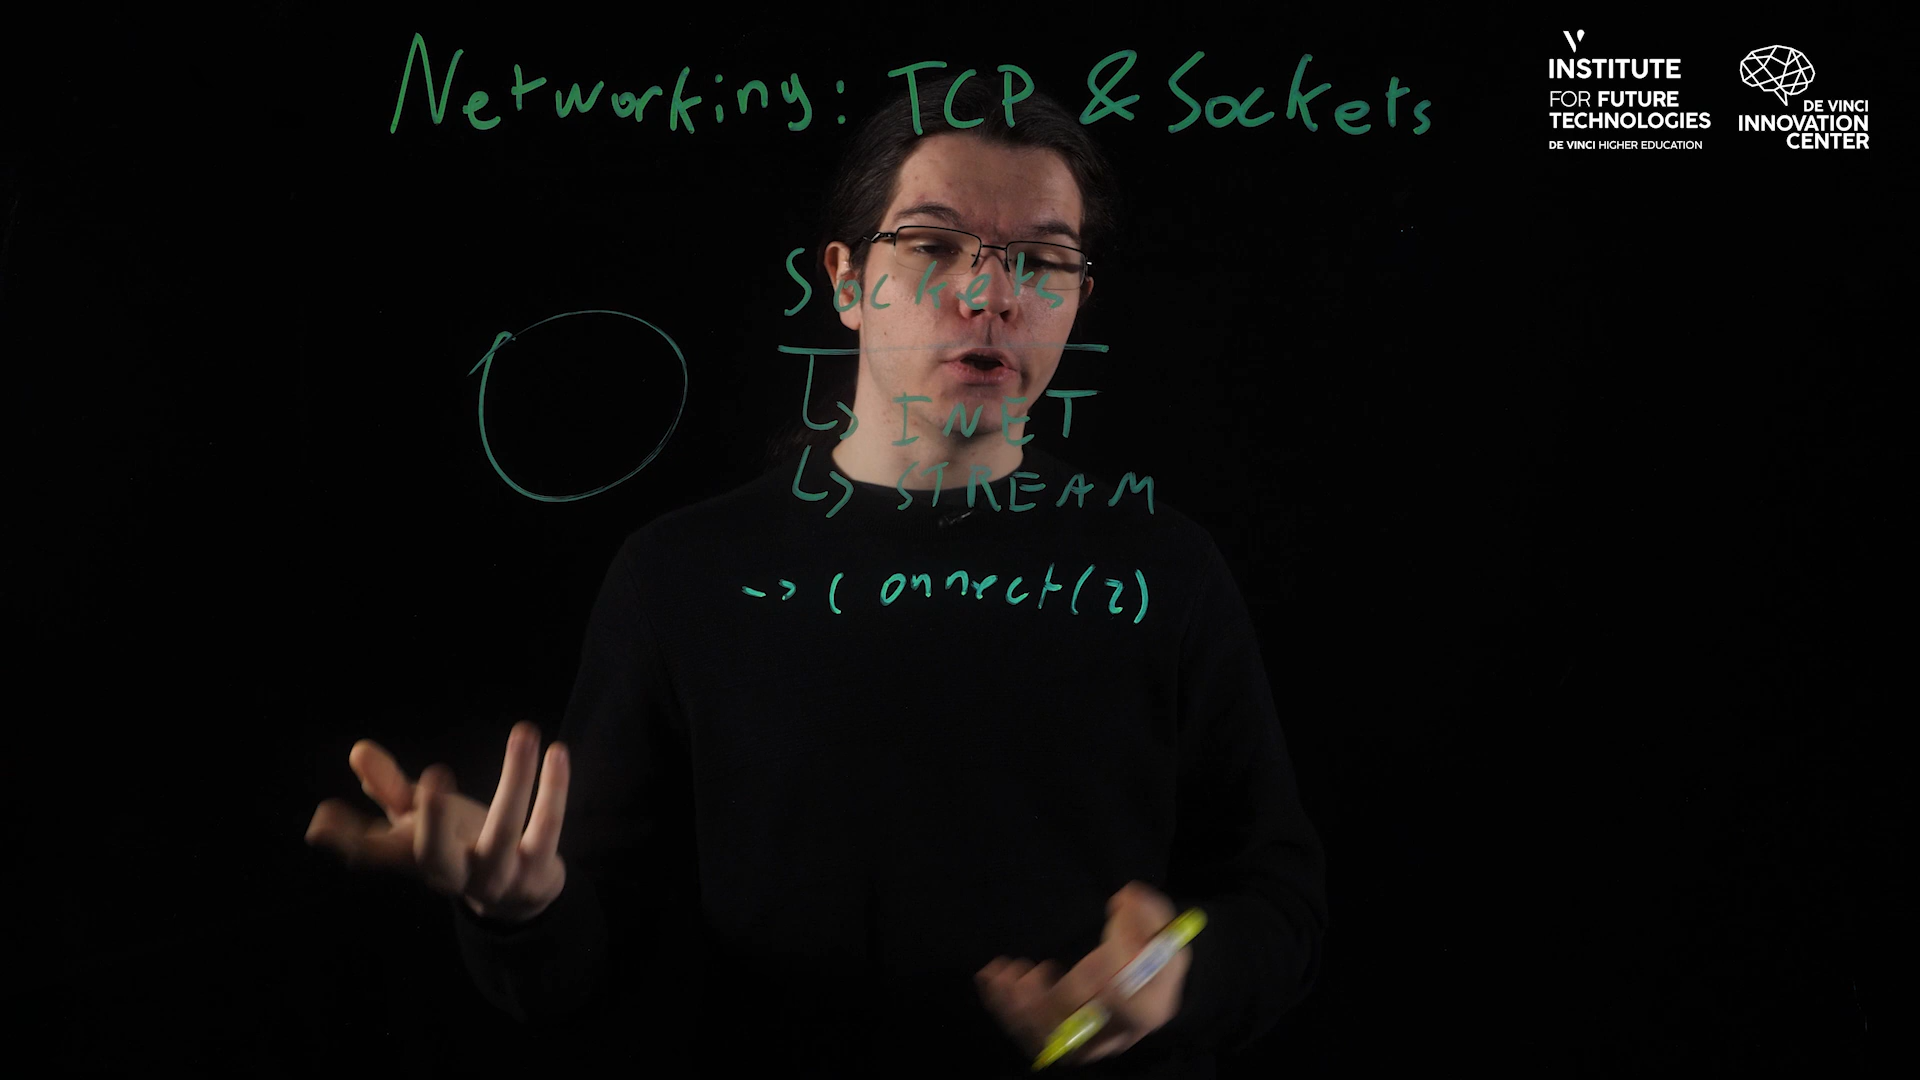 Networking: TCP & Sockets
INSTITUTE
FOR FUTURE
TECHNOLOGIES
DE VINCI HIGHER EDUCATION
DE VINCI
INNOVATION
CENTER
Sockets
↳ INET
↳ STREAM
-> Connect(2)